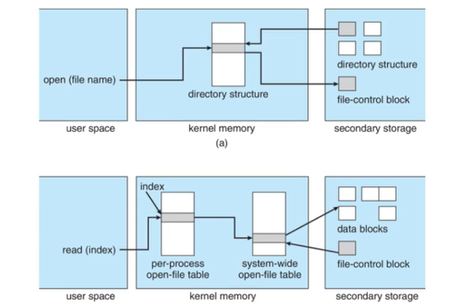 open (file name)
directory structure
directory structure
file-control block
user space
kernel memory
secondary storage
(a)
index
read (index)
per-process
open-file table
system-wide
open-file table
data blocks
file-control block
user space
kernel memory
secondary storage